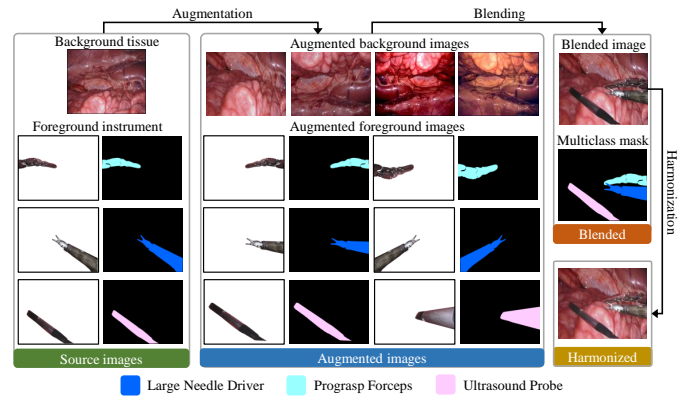 Augmentation
Blending
Background tissue
Augmented background images
Blended image
Foreground instrument
Augmented foreground images
Multiclass mask
Harmonization
Blended
Source images
Augmented images
Harmonized
Large Needle Driver
Prograsp Forceps
Ultrasound Probe